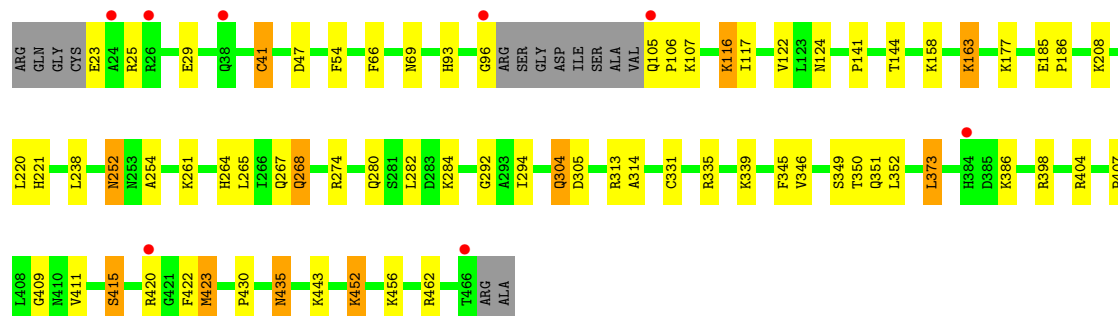 ARG GLN GLY CYS E23 A24 R25 R26 E29 Q38 C41 D47 F54 F66 N69 H93 G96 ARG SER GLY ASP ILE SER ALA VAL Q105 P106 K107 K116 I117 V122 L123 N124 P141 T144 K158 K163 K177 E185 P186 K208
L220 H221 L238 N252 N253 A254 K261 H264 L265 I266 Q267 Q268 R274 Q280 S281 L282 D283 K284 G292 A293 I294 Q304 D305 R313 A314 C331 R335 K339 F345 V346 S349 T350 Q351 L352 L373 H384 D385 K386 R398 R404
L408 G409 N410 V411 S415 R420 G421 F422 M423 P430 N435 K443 K452 K456 R462 T466 ARG ALA